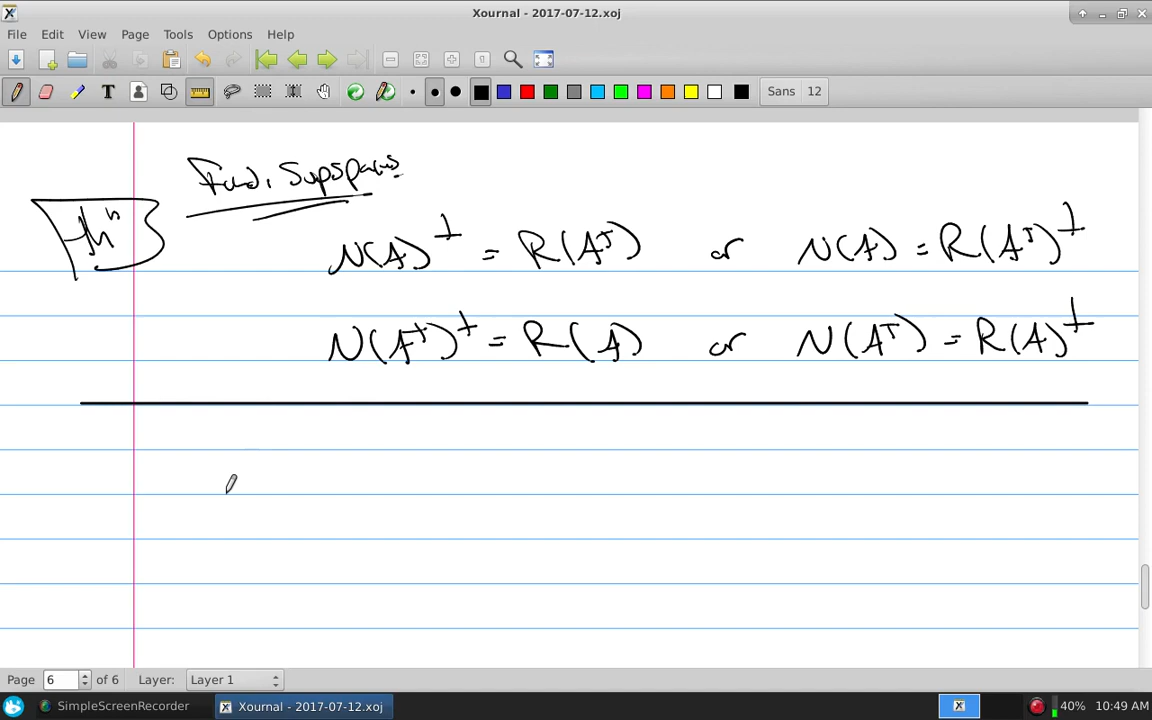 Xournal - 2017-07-12.xoj
File Edit View Page Tools Options Help
Sans 12
Fund. Supspaces
Thm
N(A)⊥ = R(Aᵀ) or N(A) = R(Aᵀ)⊥
N(Aᵀ)⊥ = R(A) or N(Aᵀ) = R(A)⊥
Page 6 of 6 Layer: Layer 1
SimpleScreenRecorder Xournal - 2017-07-12.xoj 40% 10:49 AM